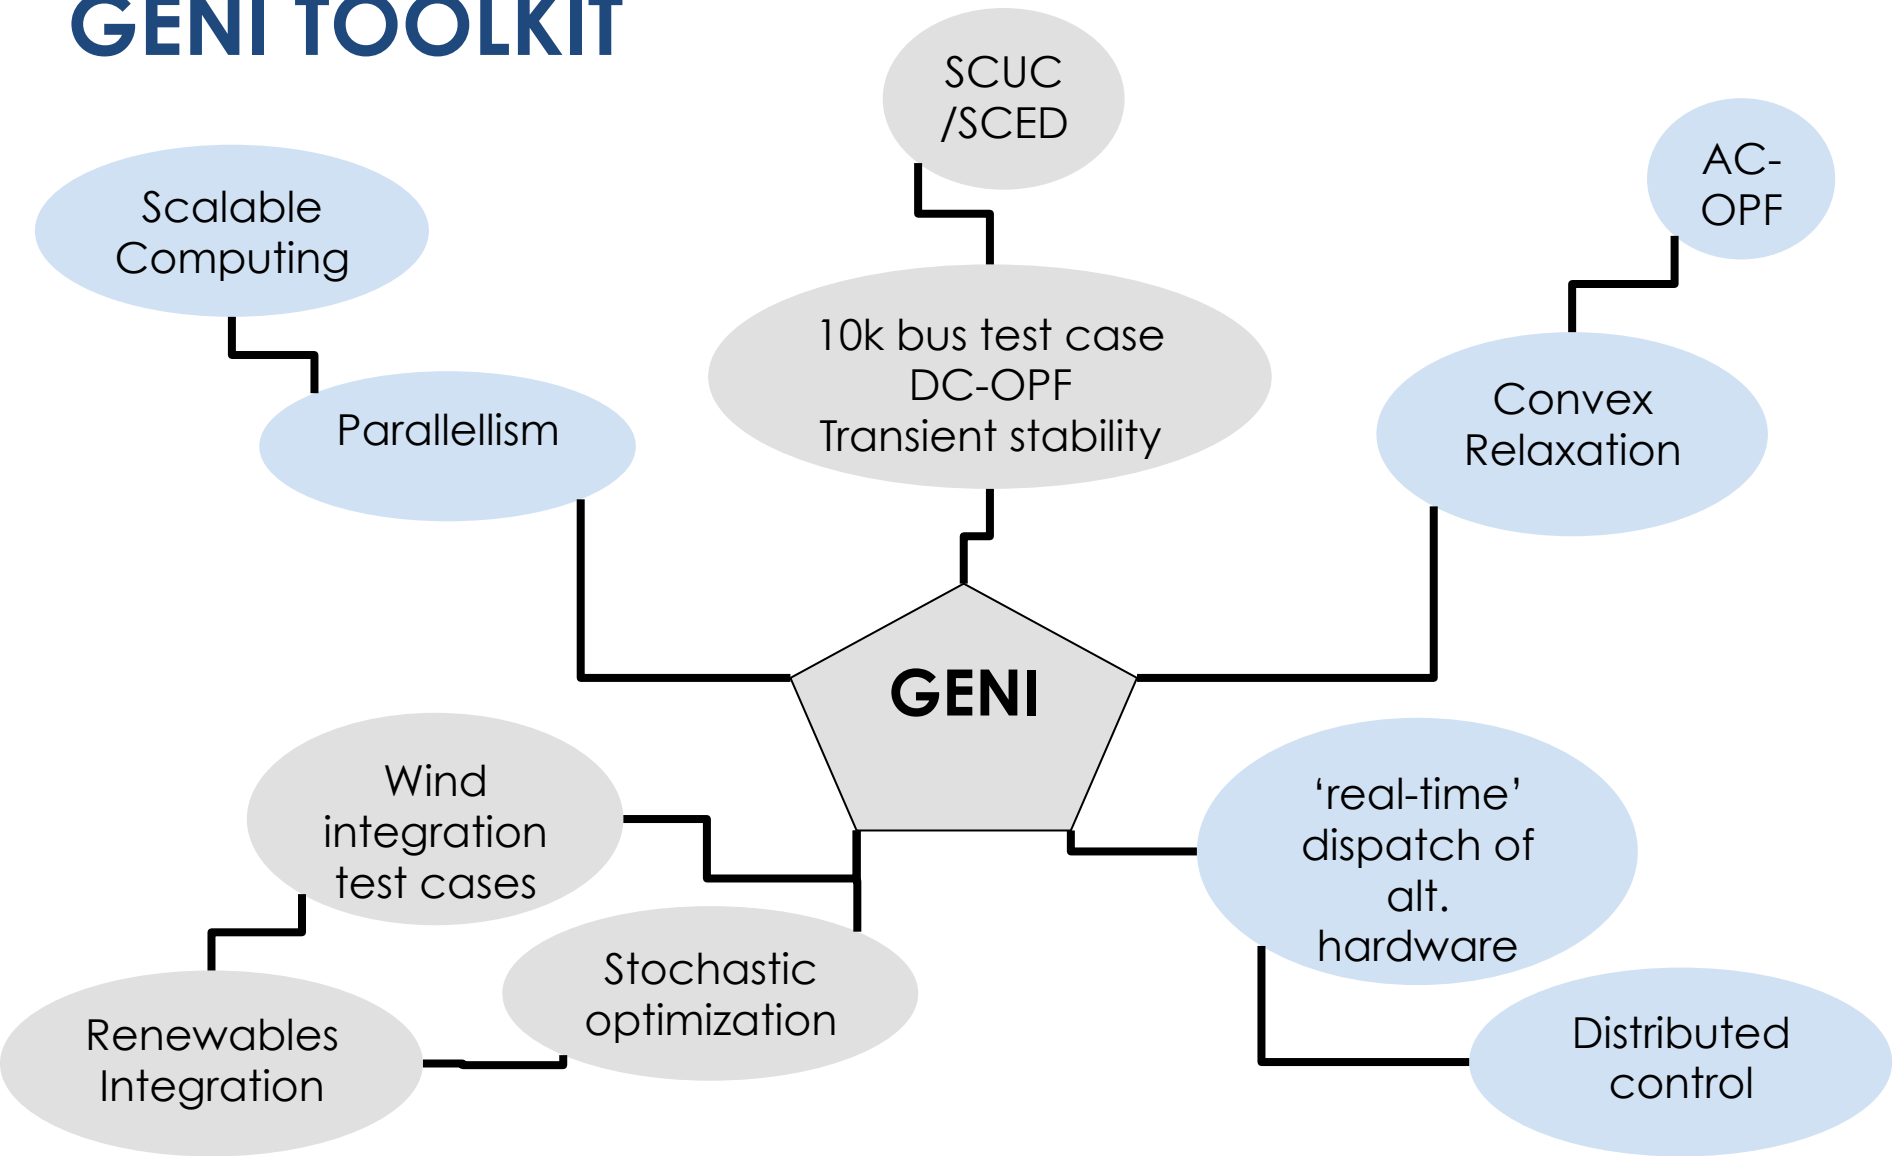 GENI TOOLKIT
SCUC
/SCED
AC-
OPF
Scalable
Computing
10k bus test case
DC-OPF
Transient stability
Parallellism
Convex
Relaxation
GENI
Wind
integration
test cases
‘real-time’
dispatch of
alt.
hardware
Stochastic
optimization
Renewables
Integration
Distributed
control